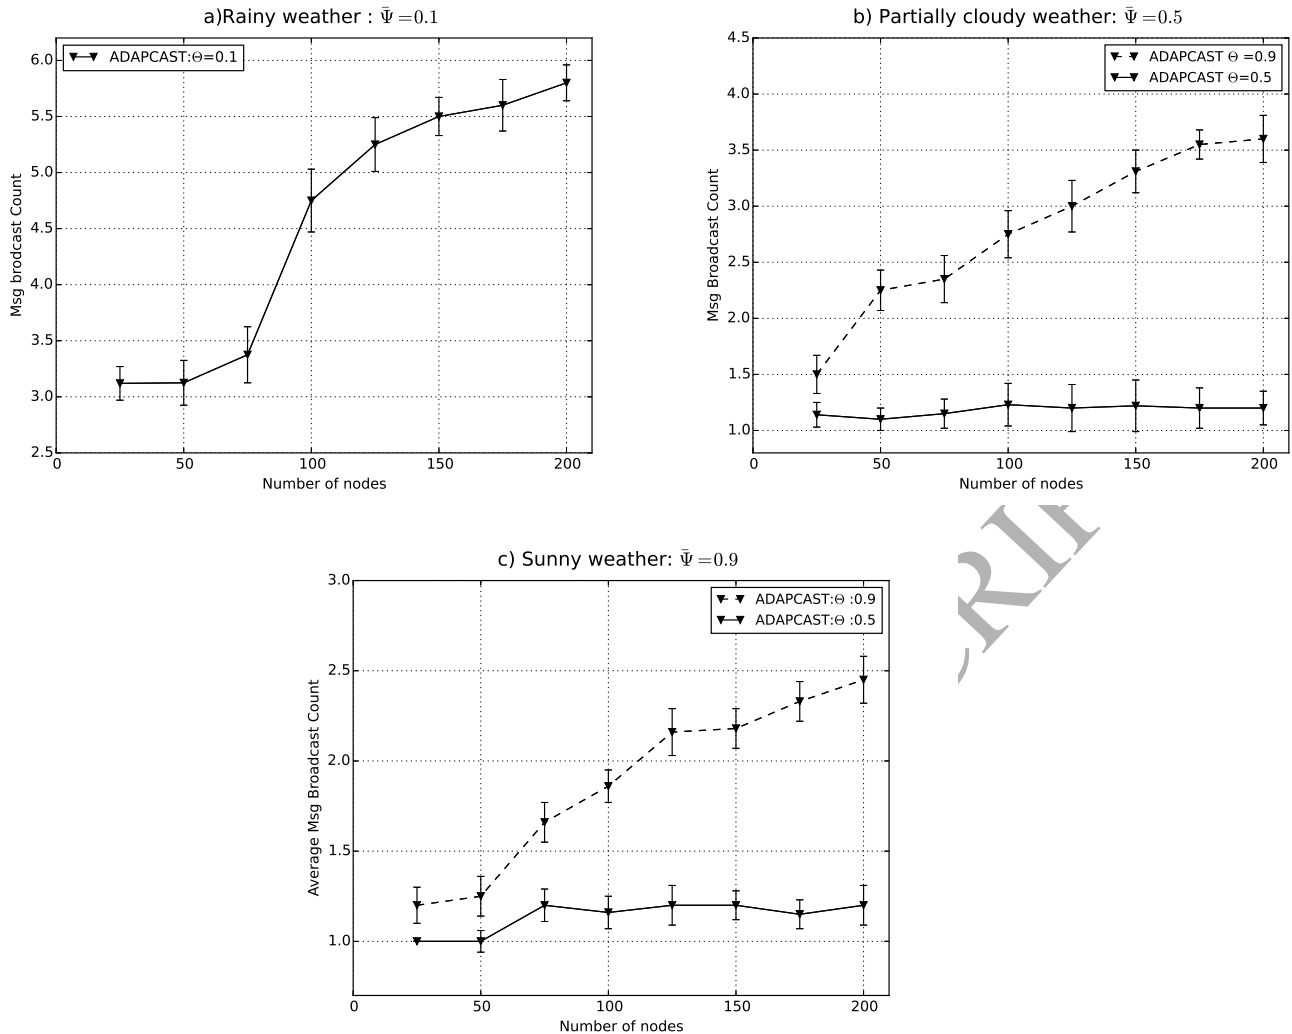 a)Rainy weather : Ψ̄=0.1
ADAPCAST:Θ=0.1
6.0
5.5
5.0
4.5
4.0
3.5
3.0
2.5
Msg brodcast Count
0 50 100 150 200
Number of nodes
b) Partially cloudy weather: Ψ̄=0.5
ADAPCAST Θ =0.9
ADAPCAST Θ=0.5
4.5
4.0
3.5
3.0
2.5
2.0
1.5
1.0
Msg Broadcast Count
0 50 100 150 200
Number of nodes
c) Sunny weather: Ψ̄=0.9
ADAPCAST:Θ :0.9
ADAPCAST:Θ :0.5
3.0
2.5
2.0
1.5
1.0
Average Msg Broadcast Count
0 50 100 150 200
Number of nodes